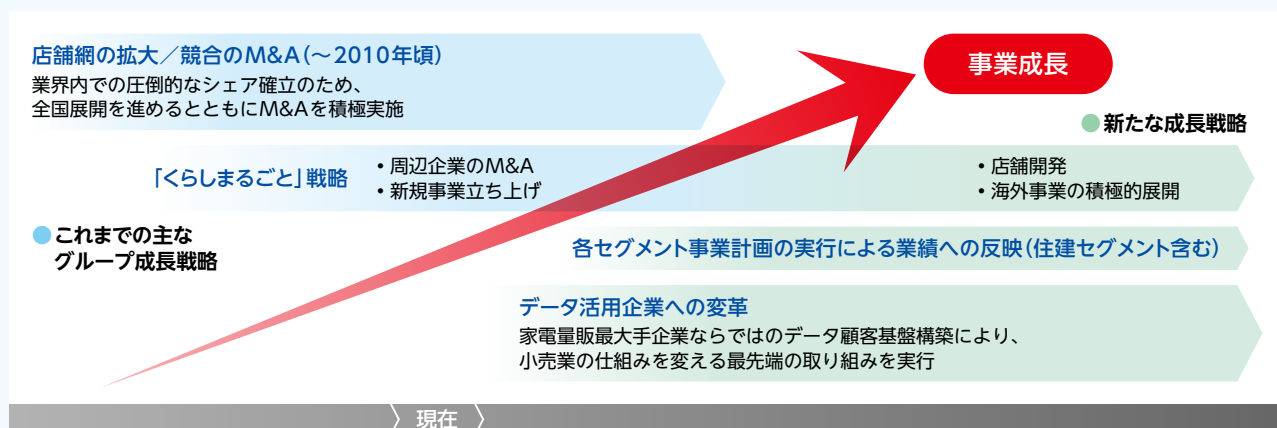 店舗網の拡大／競合のM&A（～2010年頃）
業界内での圧倒的なシェア確立のため、
全国展開を進めるとともにM&Aを積極実施
事業成長
●新たな成長戦略
「くらしまるごと」戦略
・周辺企業のM&A
・新規事業立ち上げ
・店舗開発
・海外事業の積極的展開
●これまでの主な
グループ成長戦略
各セグメント事業計画の実行による業績への反映（住建セグメント含む）
データ活用企業への変革
家電量販最大手企業ならではのデータ顧客基盤構築により、
小売業の仕組みを変える最先端の取り組みを実行
現在